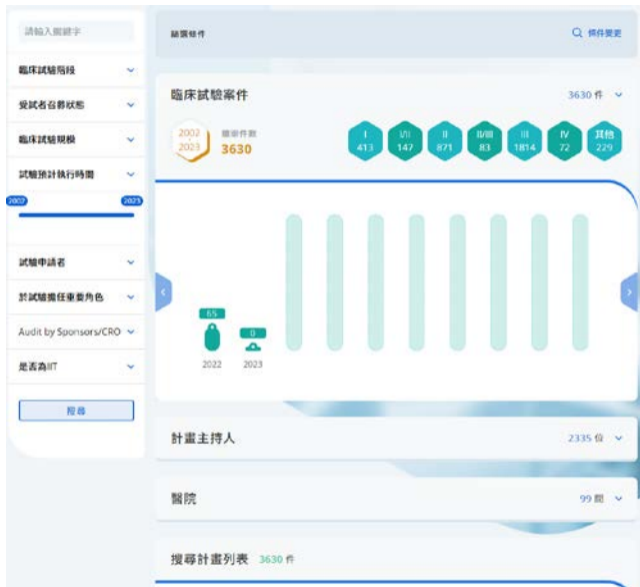 請輸入關鍵字
臨床試驗階段
受試者召募狀態
臨床試驗規模
試驗預計執行時間
2002
2023
試驗申請者
於試驗擔任重要角色
Audit by Sponsors/CRO
是否為IIT
搜尋
篩選條件
條件變更
臨床試驗案件
3630 件
2002
2023
總案件數
3630
I
413
I/II
147
II
871
II/III
83
III
1814
IV
72
其他
229
65
2022
0
2023
計畫主持人
2335 位
醫院
99 間
搜尋計畫列表 3630 件